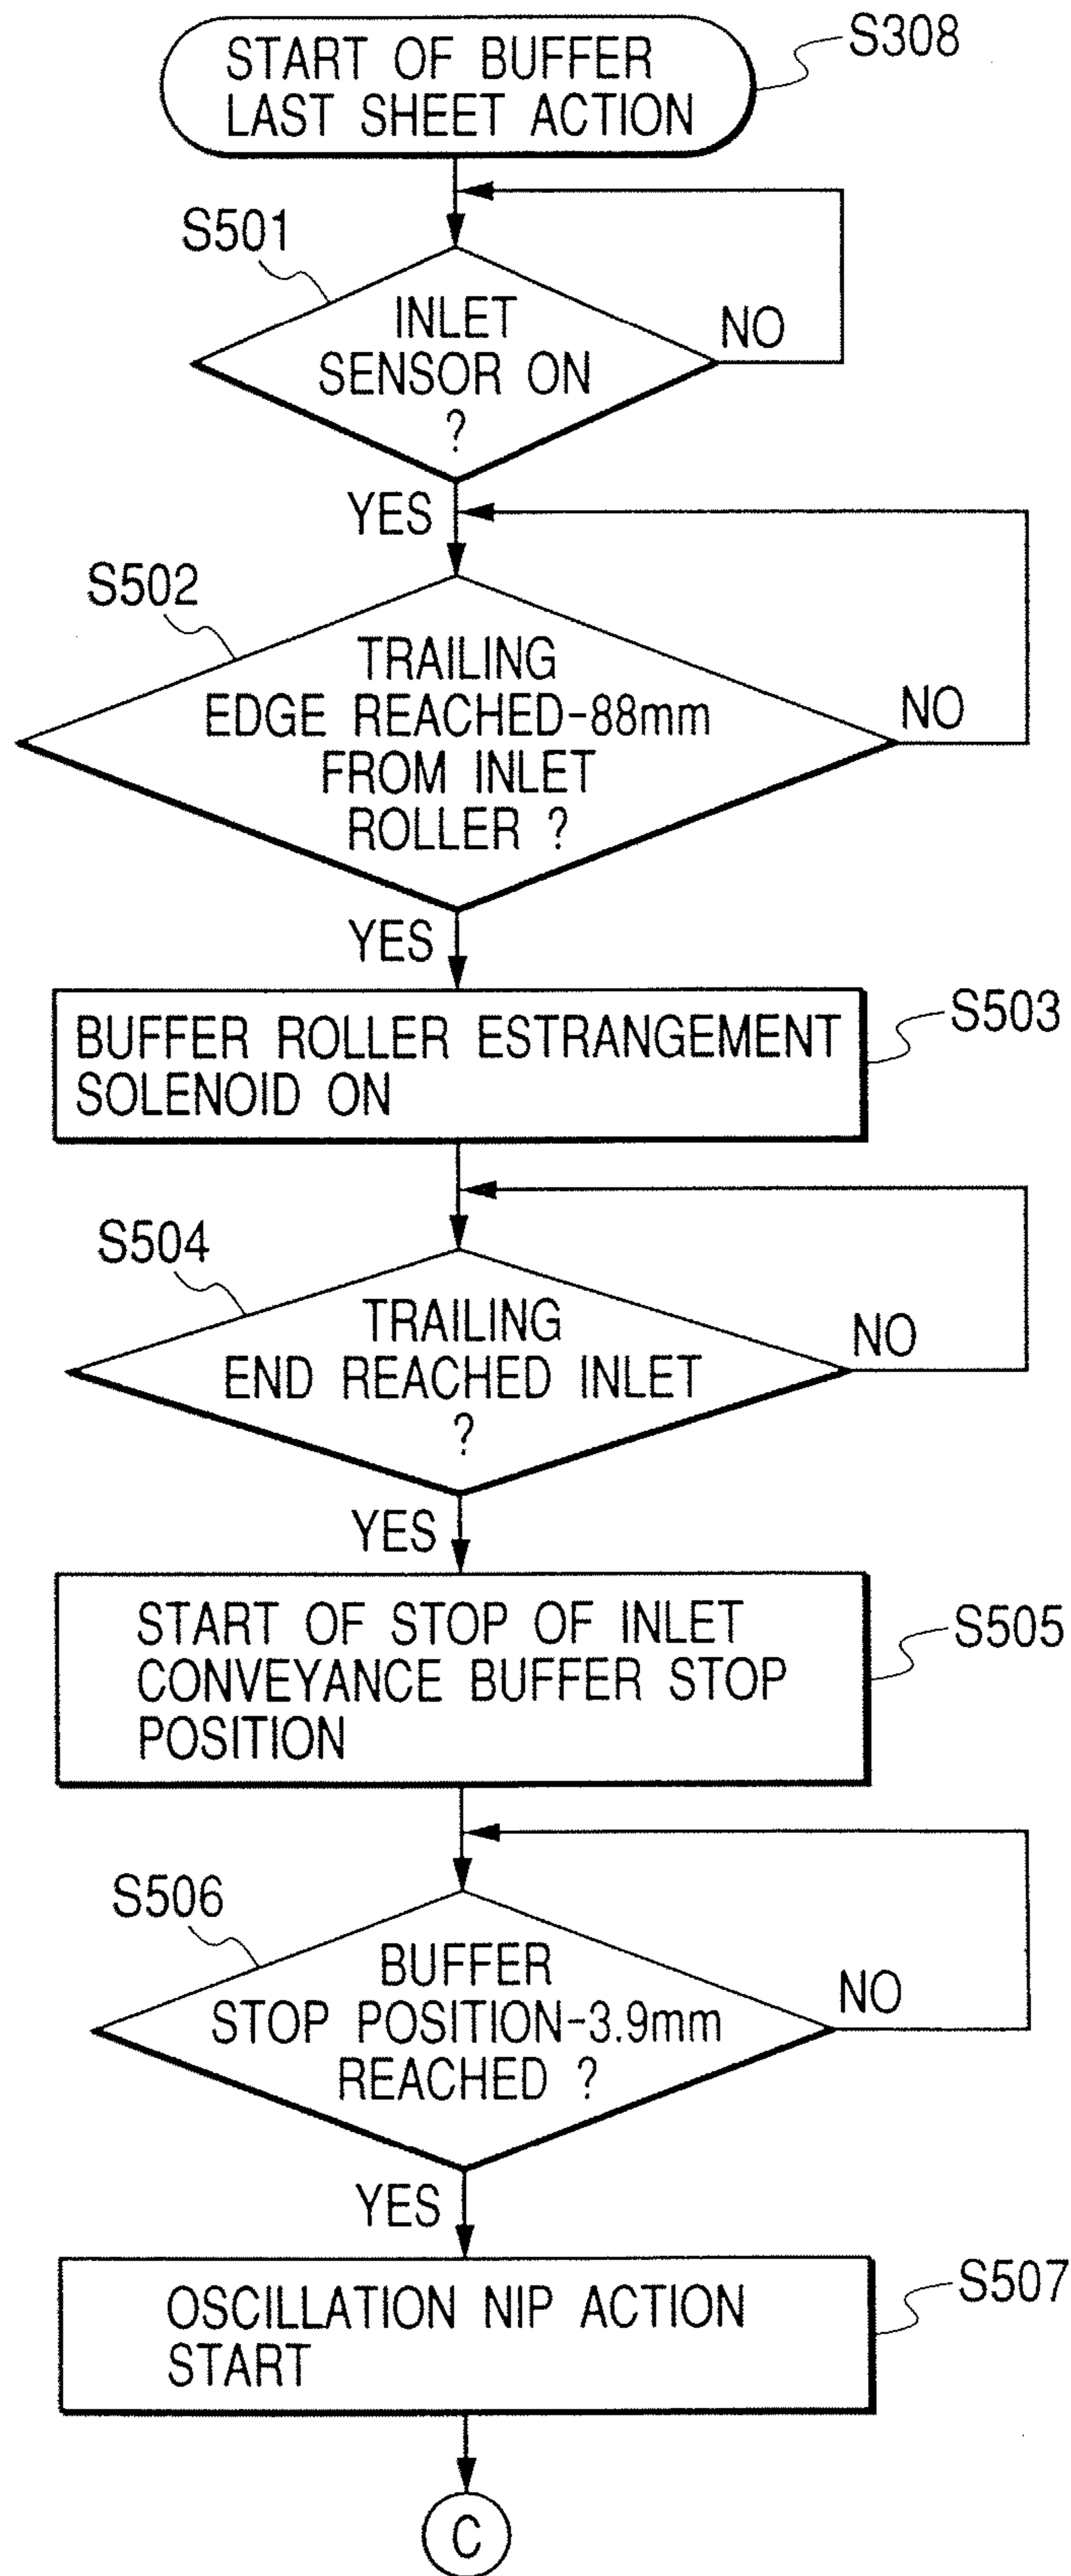 START OF BUFFER
LAST SHEET ACTION
S308
S501
INLET
SENSOR ON
?
NO
YES
S502
TRAILING
EDGE REACHED-88mm
FROM INLET
ROLLER ?
NO
YES
BUFFER ROLLER ESTRANGEMENT
SOLENOID ON
S503
S504
TRAILING
END REACHED INLET
?
NO
YES
START OF STOP OF INLET
CONVEYANCE BUFFER STOP
POSITION
S505
S506
BUFFER
STOP POSITION-3.9mm
REACHED ?
NO
YES
OSCILLATION NIP ACTION
START
S507
C